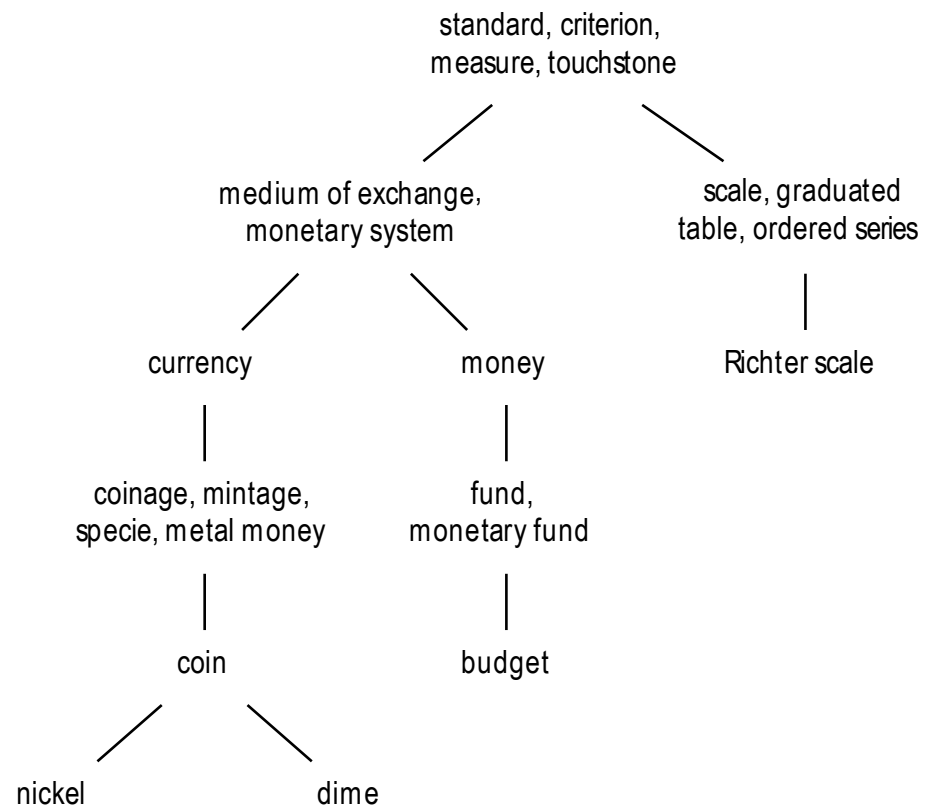 standard, criterion,
measure, touchstone
medium of exchange,
monetary system
scale, graduated
table, ordered series
currency
money
Richter scale
coinage, mintage,
specie, metal money
fund,
monetary fund
coin
budget
nickel
dime